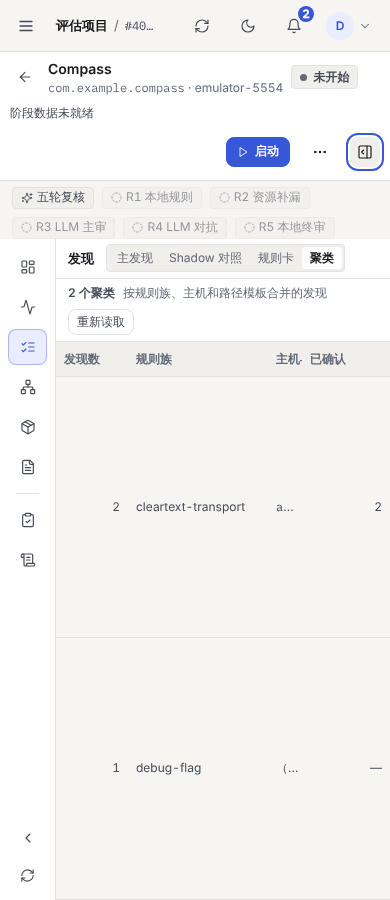 评估项目 / #40… 2 D
Compass
com.example.compass · emulator-5554 未开始
阶段数据未就绪
启动
五轮复核 R1 本地规则 R2 资源补漏
R3 LLM 主审 R4 LLM 对抗 R5 本地终审
发现 主发现 Shadow 对照 规则卡 聚类
2 个聚类 按规则族、主机和路径模板合并的发现
重新读取
发现数 规则族 主机· 已确认
2 cleartext-transport a… 2
1 debug-flag (… —